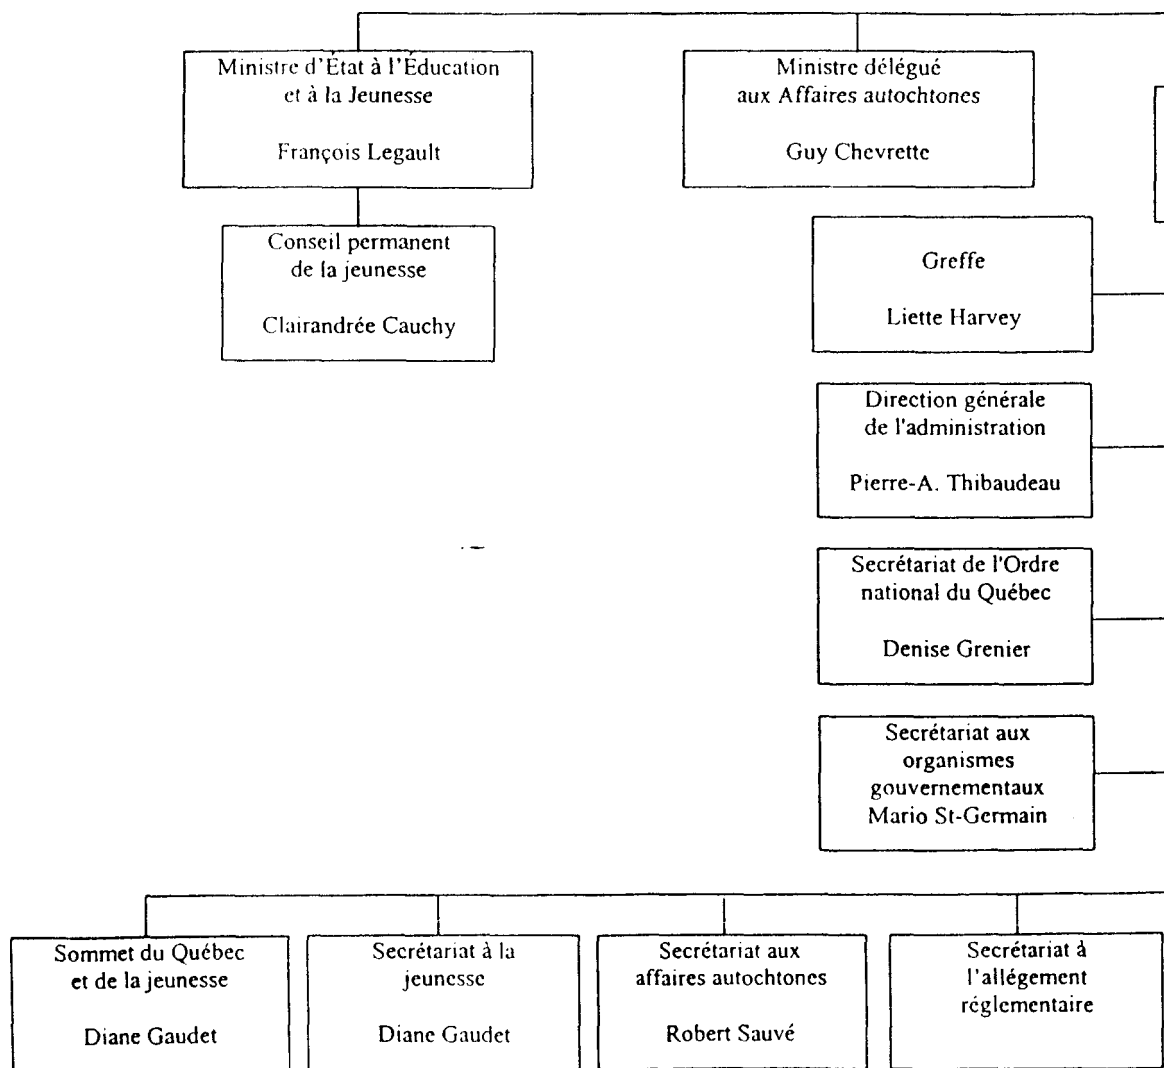 Ministre d'État à l'Éducation
et à la Jeunesse
François Legault
Ministre délégué
aux Affaires autochtones
Guy Chevrette
Conseil permanent
de la jeunesse
Clairandrée Cauchy
Greffe
Liette Harvey
Direction générale
de l'administration
Pierre-A. Thibaudeau
Secrétariat de l'Ordre
national du Québec
Denise Grenier
Secrétariat aux
organismes
gouvernementaux
Mario St-Germain
Sommet du Québec
et de la jeunesse
Diane Gaudet
Secrétariat à la
jeunesse
Diane Gaudet
Secrétariat aux
affaires autochtones
Robert Sauvé
Secrétariat à
l'allégement
réglementaire